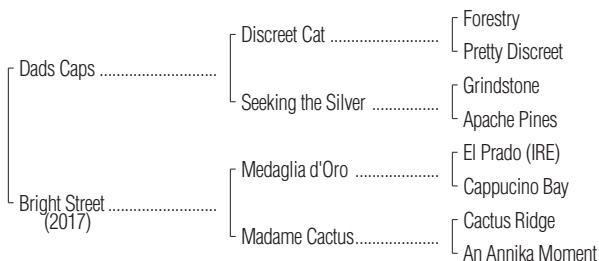 Forestry
Discreet Cat ................................
Pretty Discreet
Dads Caps ...................................
Grindstone
Seeking the Silver ....................
Apache Pines
El Prado (IRE)
Medaglia d'Oro .........................
Cappucino Bay
Bright Street ................................
(2017)
Cactus Ridge
Madame Cactus.........................
An Annika Moment